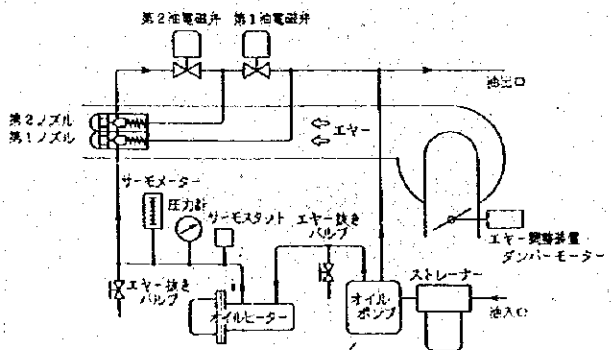 第2油電磁弁 第1油電磁弁
油出口
第2ノズル
第1ノズル
エヤー
サーモメーター
圧力計
サーモスタット
エヤー抜き
バルブ
エヤー調整装置
ダンパーモーター
ストレーナー
エヤー抜き
バルブ
オイルヒーター
オイル
ポンプ
油入口